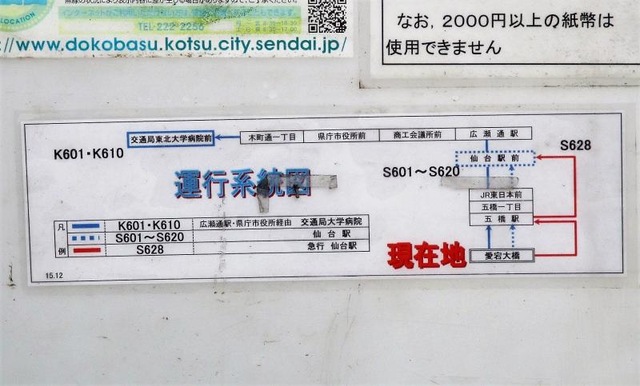 LOCATION
TEL 222-2256
www.dokobasu.kotsu.city.sendai.jp/
なお、2000円以上の紙幣は
使用できません
交通局東北大学病院前
木町通一丁目
県庁市役所前
商工会議所前
広瀬通駅
K601・K610
仙台駅前
S628
運行系統図
S601～S620
JR東日本前
五橋一丁目
五橋駅
凡例
K601・K610 広瀬通駅・県庁市役所経由 交通局大学病院
S601～S620 仙台駅
S628 急行 仙台駅
現在地
愛宕大橋
15.12